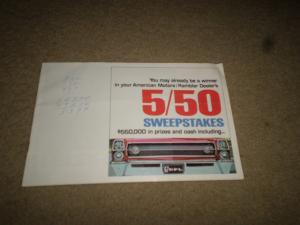 You may already be a winner
in your American Motors/Rambler Dealer's
5/50
SWEEPSTAKES
$550,000 in prizes and cash including...